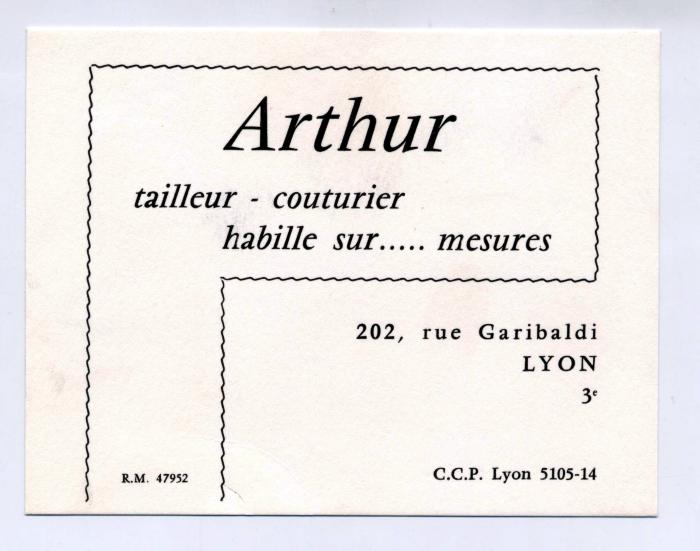 Arthur
tailleur - couturier
habille sur..... mesures
202, rue Garibaldi
LYON
3e
R.M. 47952
C.C.P. Lyon 5105-14